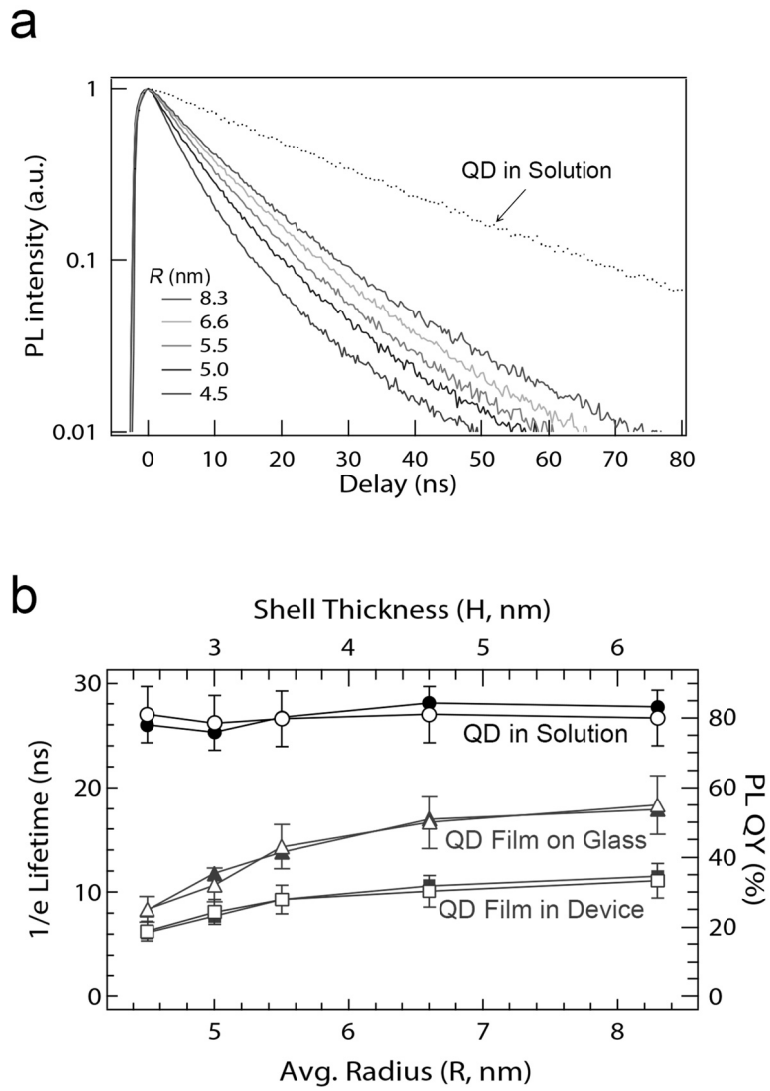 a
1
0.1
0.01
PL intensity (a.u.)
QD in Solution
R (nm)
8.3
6.6
5.5
5.0
4.5
0 10 20 30 40 50 60 70 80
Delay (ns)
b
Shell Thickness (H, nm)
3 4 5 6
30
20
10
0
1/e Lifetime (ns)
QD in Solution
QD Film on Glass
QD Film in Device
80
60
40
20
0
PL QY (%)
5 6 7 8
Avg. Radius (R, nm)